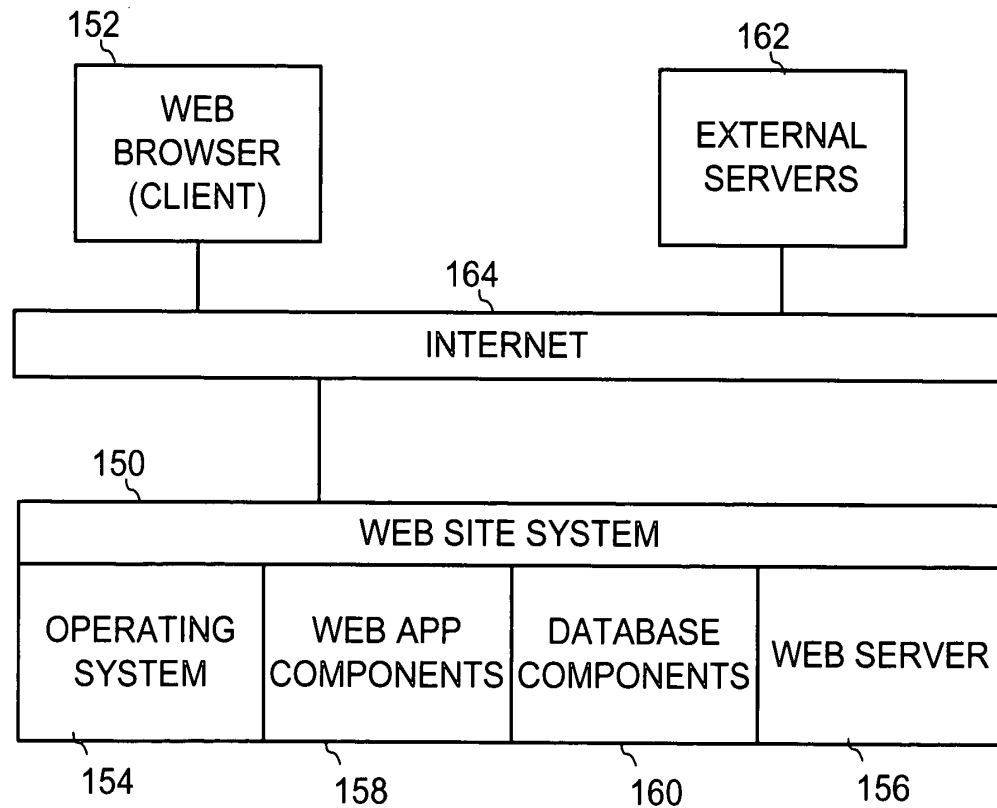 152
162
WEB
BROWSER
(CLIENT)
EXTERNAL
SERVERS
164
INTERNET
150
WEB SITE SYSTEM
OPERATING
SYSTEM
WEB APP
COMPONENTS
DATABASE
COMPONENTS
WEB SERVER
154
158
160
156